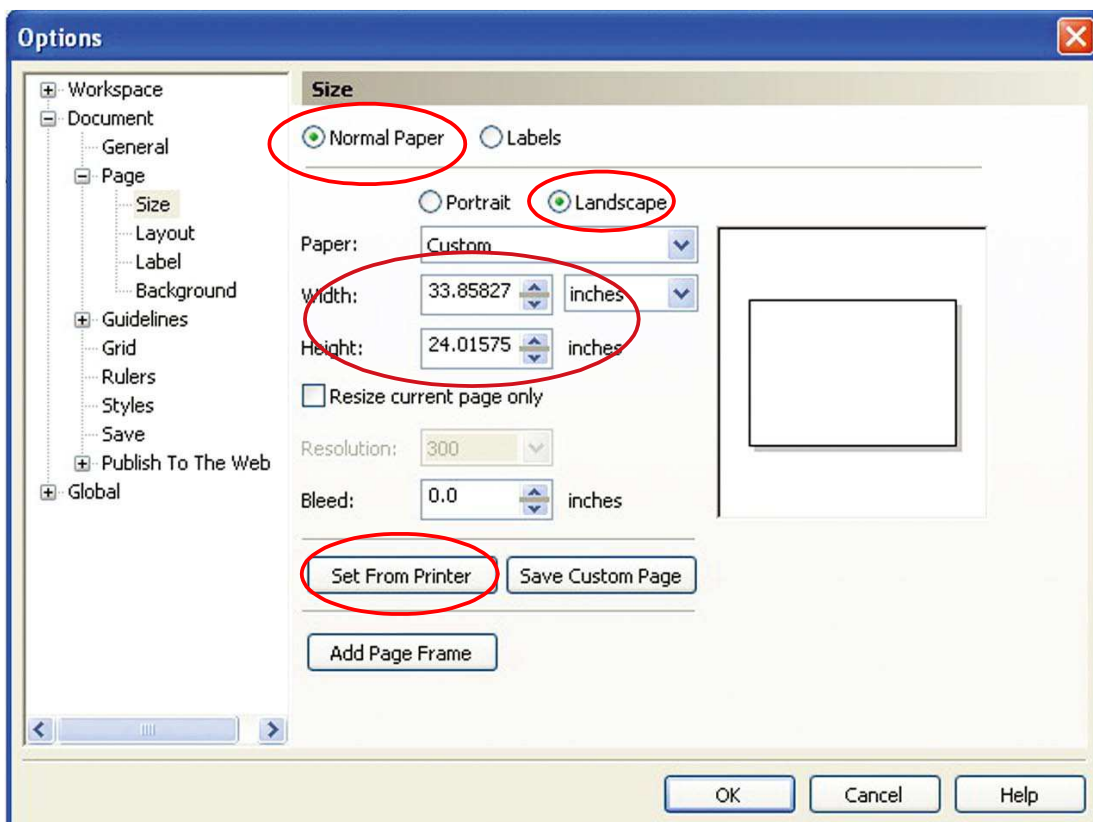 Options
Workspace
Document
General
Page
Size
Layout
Label
Background
Guidelines
Grid
Rulers
Styles
Save
Publish To The Web
Global
Size
Normal Paper Labels
Portrait Landscape
Paper: Custom
Width: 33.85827 inches
Height: 24.01575 inches
Resize current page only
Resolution: 300
Bleed: 0.0 inches
Set From Printer Save Custom Page
Add Page Frame
OK Cancel Help